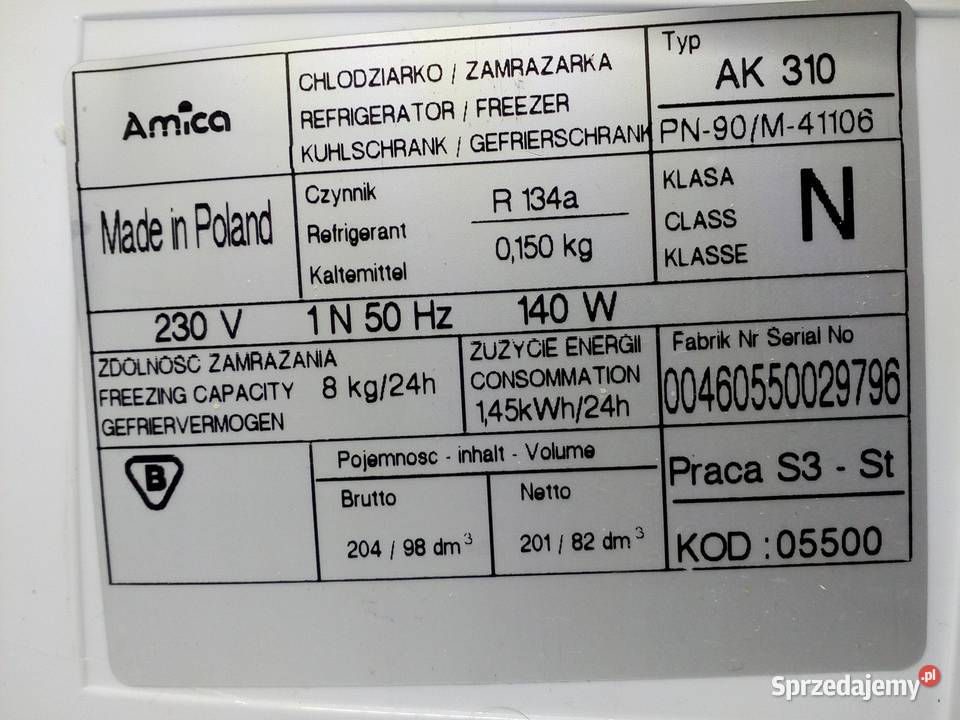 Amica
CHLODZIARKO / ZAMRAZARKA
REFRIGERATOR / FREEZER
KUHLSCHRANK / GEFRIERSCHRANK
Typ
AK 310
PN-90/M-41106
Made in Poland
Czynnik
Refrigerant
Kaltemittel
R 134a
0,150 kg
KLASA
CLASS
KLASSE
N
230 V 1 N 50 Hz 140 W
ZDOLNOŚĆ ZAMRAŻANIA
FREEZING CAPACITY
GEFRIERVERMOGEN
8 kg/24h
ZUŻYCIE ENERGII
CONSOMMATION
1,45kWh/24h
Fabrik Nr Serial No
00460550029796
B
Pojemnosc - inhalt - Volume
Brutto
204 / 98 dm³
Netto
201 / 82 dm³
Praca S3 - St
KOD : 05500
Sprzedajemy.pl